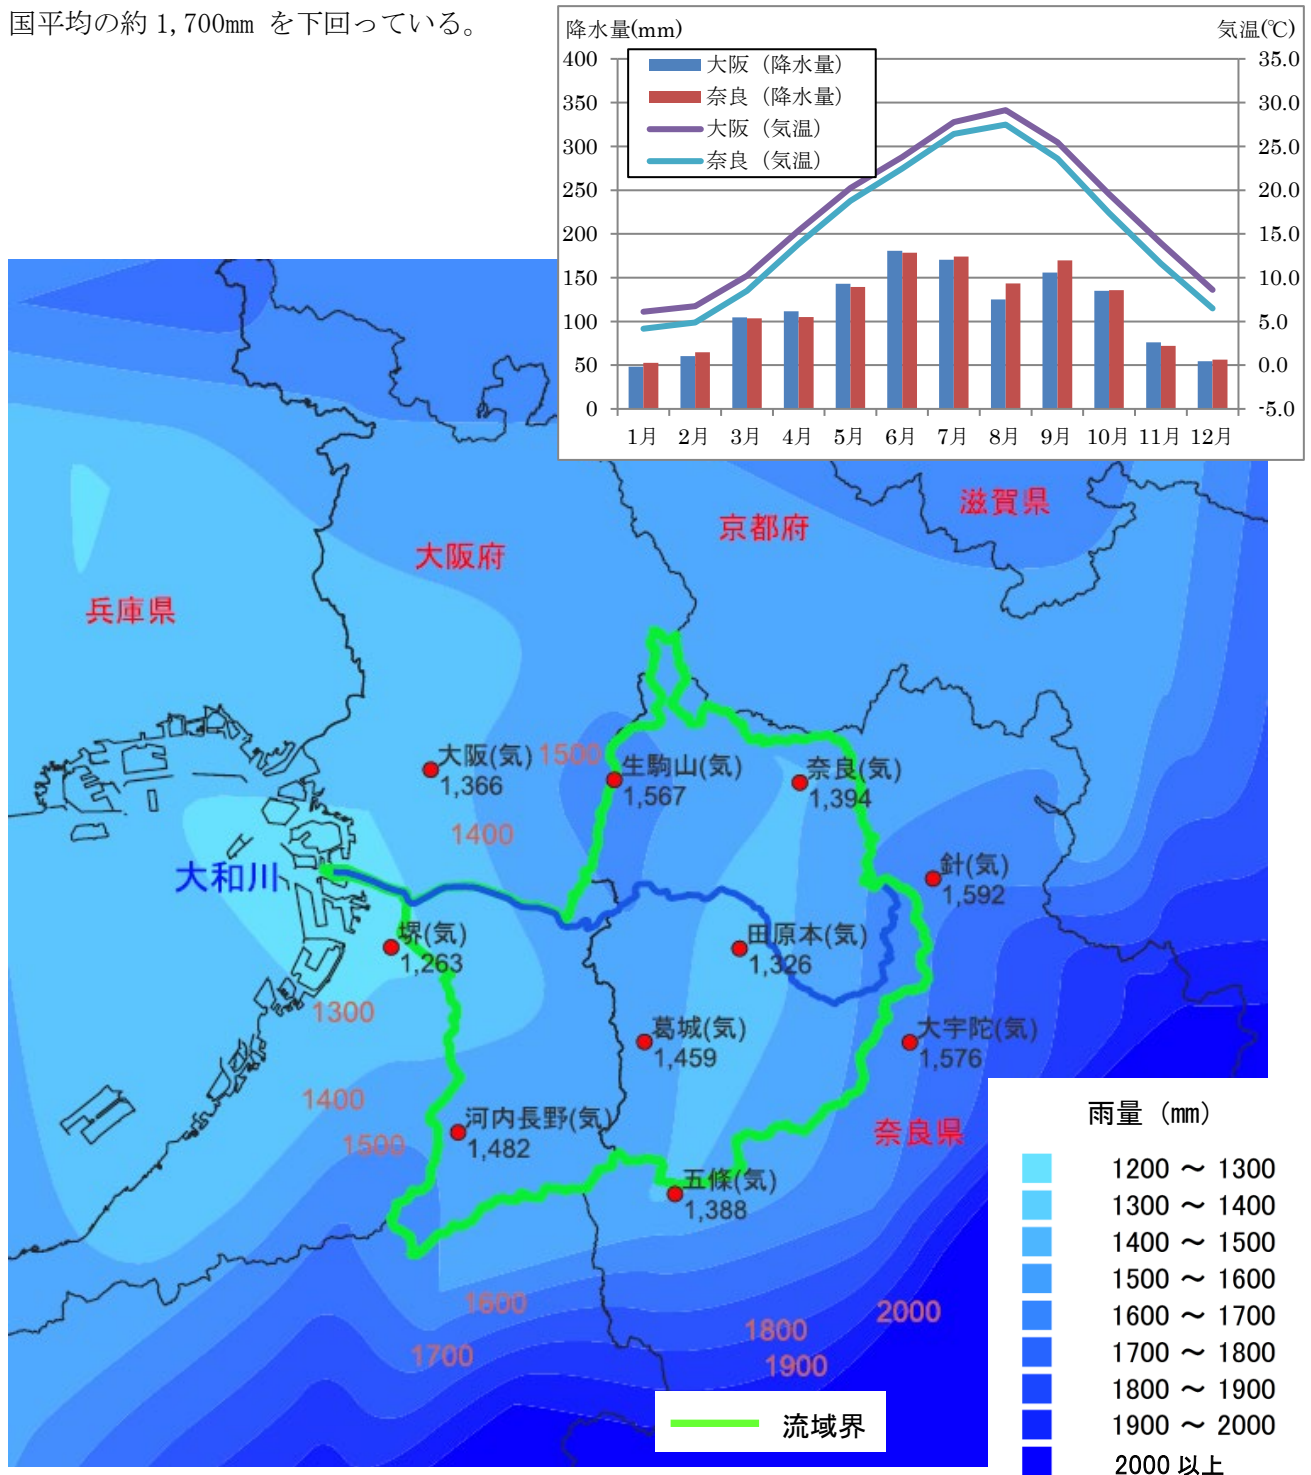 国平均の約 1,700mm を下回っている。
降水量(mm)
気温(℃)
400
350
300
250
200
150
100
50
0
35.0
30.0
25.0
20.0
15.0
10.0
5.0
0.0
-5.0
大阪（降水量）
奈良（降水量）
大阪（気温）
奈良（気温）
1月 2月 3月 4月 5月 6月 7月 8月 9月 10月 11月 12月
滋賀県
京都府
大阪府
兵庫県
大阪(気)
1,366
1500
生駒山(気)
1,567
奈良(気)
1,394
1400
大和川
針(気)
1,592
堺(気)
1,263
田原本(気)
1,326
1300
葛城(気)
1,459
大宇陀(気)
1,576
1400
河内長野(気)
1,482
1500
奈良県
五條(気)
1,388
1600
1700
1800
1900
2000
流域界
雨量（㎜）
1200 ～ 1300
1300 ～ 1400
1400 ～ 1500
1500 ～ 1600
1600 ～ 1700
1700 ～ 1800
1800 ～ 1900
1900 ～ 2000
2000 以上